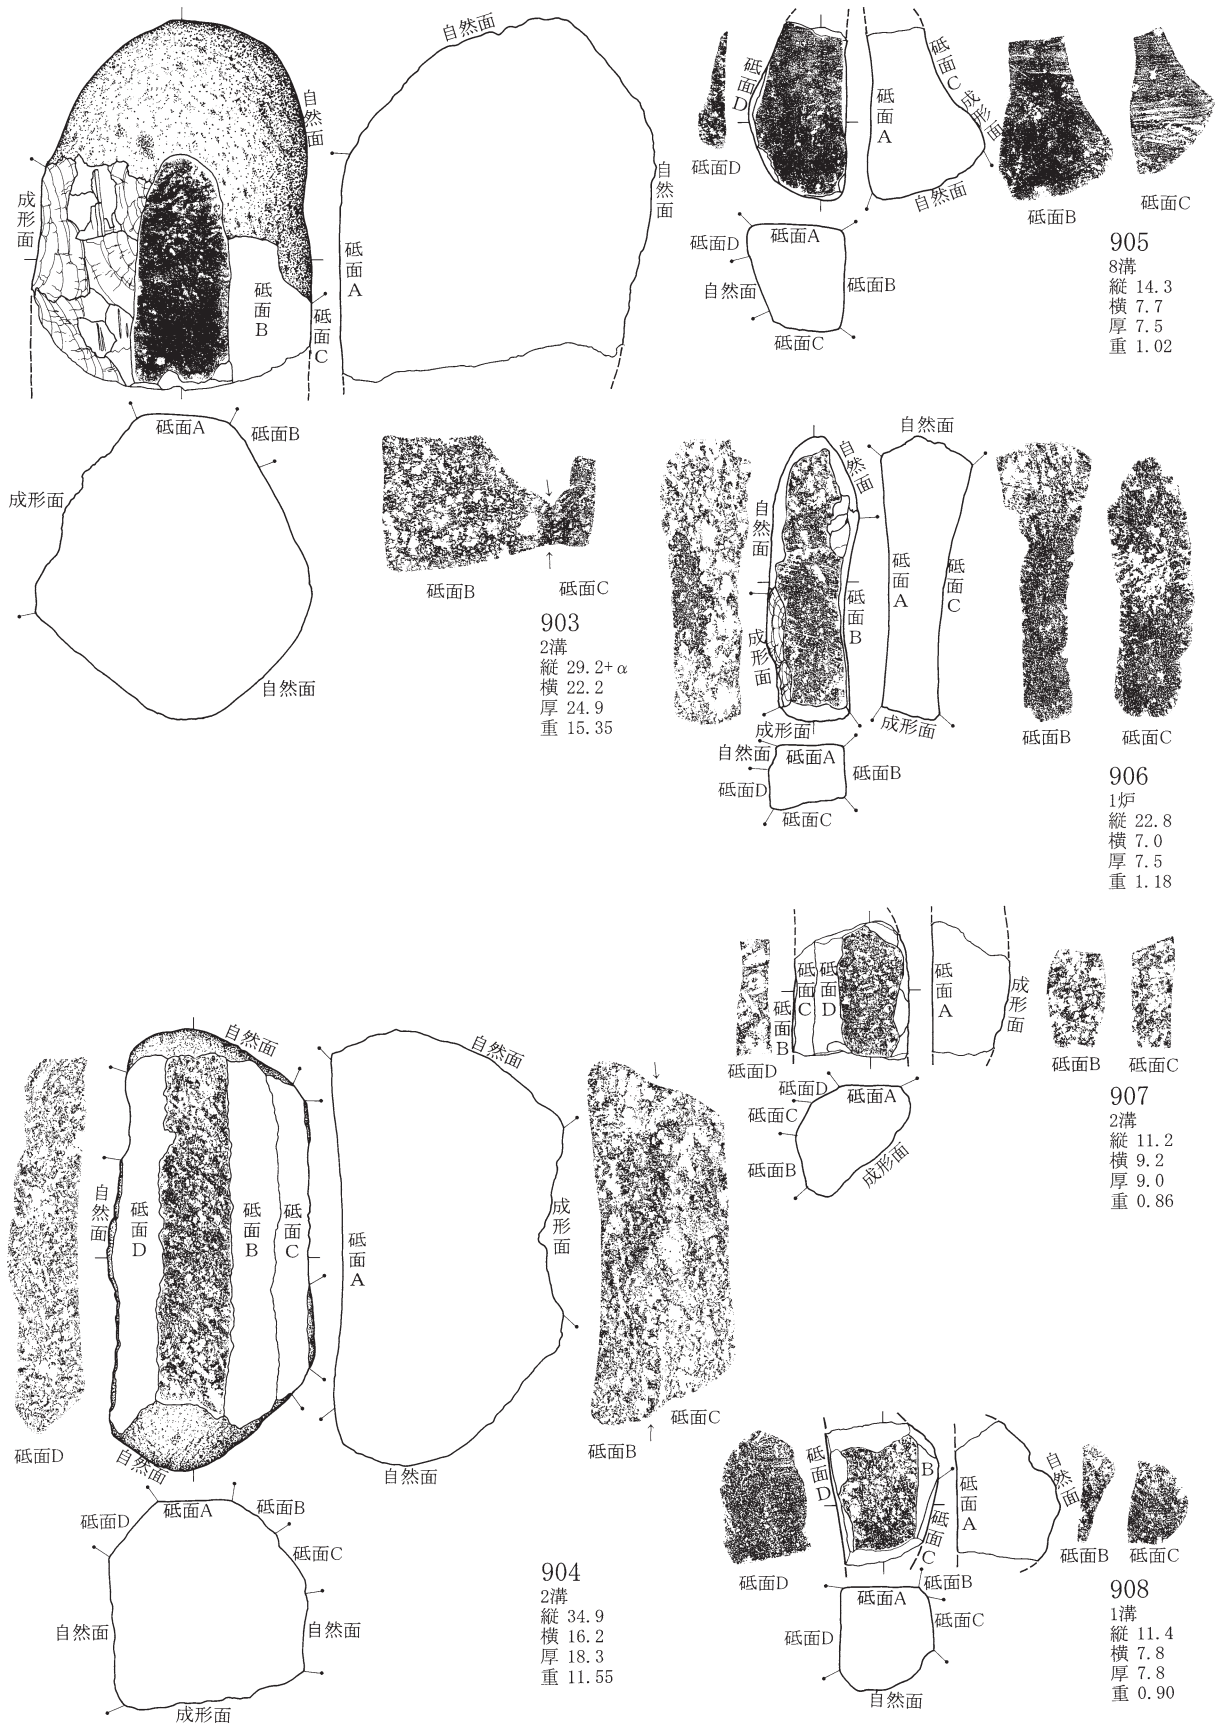 自然面
自然面
成形面
砥面B
砥面C
自然面
砥面A
自然面
砥面A
砥面B
成形面
自然面
砥面B
砥面C
903
2溝
縦 29.2+α
横 22.2
厚 24.9
重 15.35
砥面D
砥面D
砥面A
砥面C
成形面
自然面
砥面B
砥面C
砥面D
砥面A
自然面
砥面B
砥面C
905
8溝
縦 14.3
横 7.7
厚 7.5
重 1.02
自然面
自然面
自然面
成形面
砥面B
砥面A
砥面C
成形面
成形面
砥面B
砥面C
自然面
砥面A
砥面D
砥面B
砥面C
906
1炉
縦 22.8
横 7.0
厚 7.5
重 1.18
自然面
自然面
砥面D
砥面B
砥面C
砥面A
自然面
成形面
砥面D
自然面
自然面
砥面B
砥面C
砥面D
砥面A
砥面B
砥面C
自然面
自然面
成形面
904
2溝
縦 34.9
横 16.2
厚 18.3
重 11.55
砥面B
砥面C
砥面D
砥面A
成形面
砥面D
砥面B
砥面C
砥面D
砥面A
砥面C
砥面B
成形面
907
2溝
縦 11.2
横 9.2
厚 9.0
重 0.86
砥面D
B
砥面C
砥面A
自然面
砥面D
砥面B
砥面C
砥面A
砥面B
砥面D
砥面C
自然面
908
1溝
縦 11.4
横 7.8
厚 7.8
重 0.90